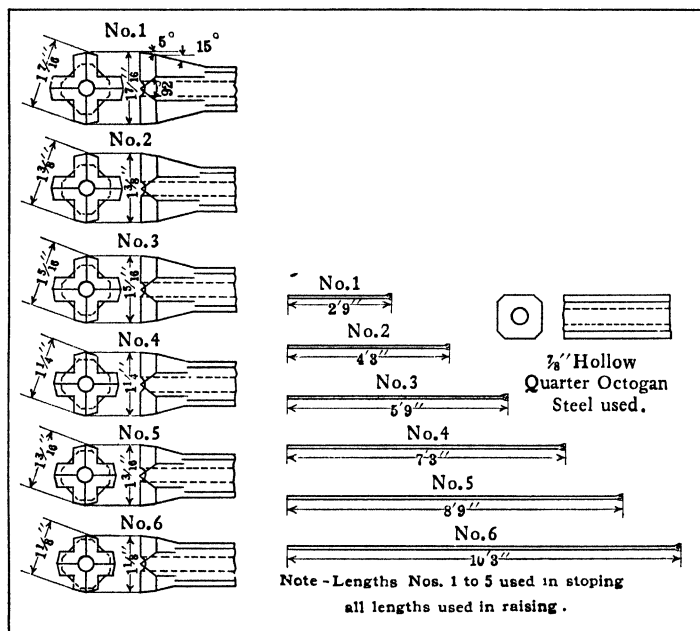 No.1
5° 15°
1 7/16"
1 7/16"
92
No.2
1 3/8"
1 3/8"
No.3
1 5/16"
1 5/16"
No.4
1 1/4"
1 1/4"
No.5
1 3/16"
1 3/16"
No.6
1 1/8"
1 1/8"
No.1
2'9"
No.2
4'3"
No.3
5'9"
No.4
7'3"
No.5
8'9"
No.6
10'3"
7/8" Hollow
Quarter Octogan
Steel used.
Note - Lengths Nos. 1 to 5 used in stoping
all lengths used in raising.